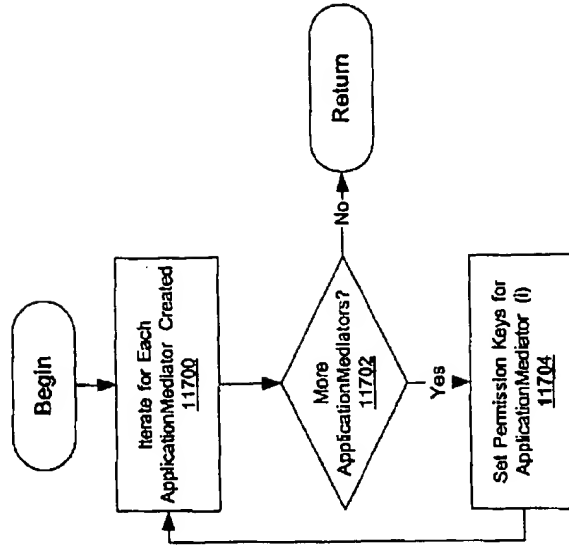 Begin
Iterate for Each
ApplicationMediator Created
11700
More
ApplicationMediators?
11702
No
Return
Yes
Set Permission Keys for
ApplicationMediator (i)
11704